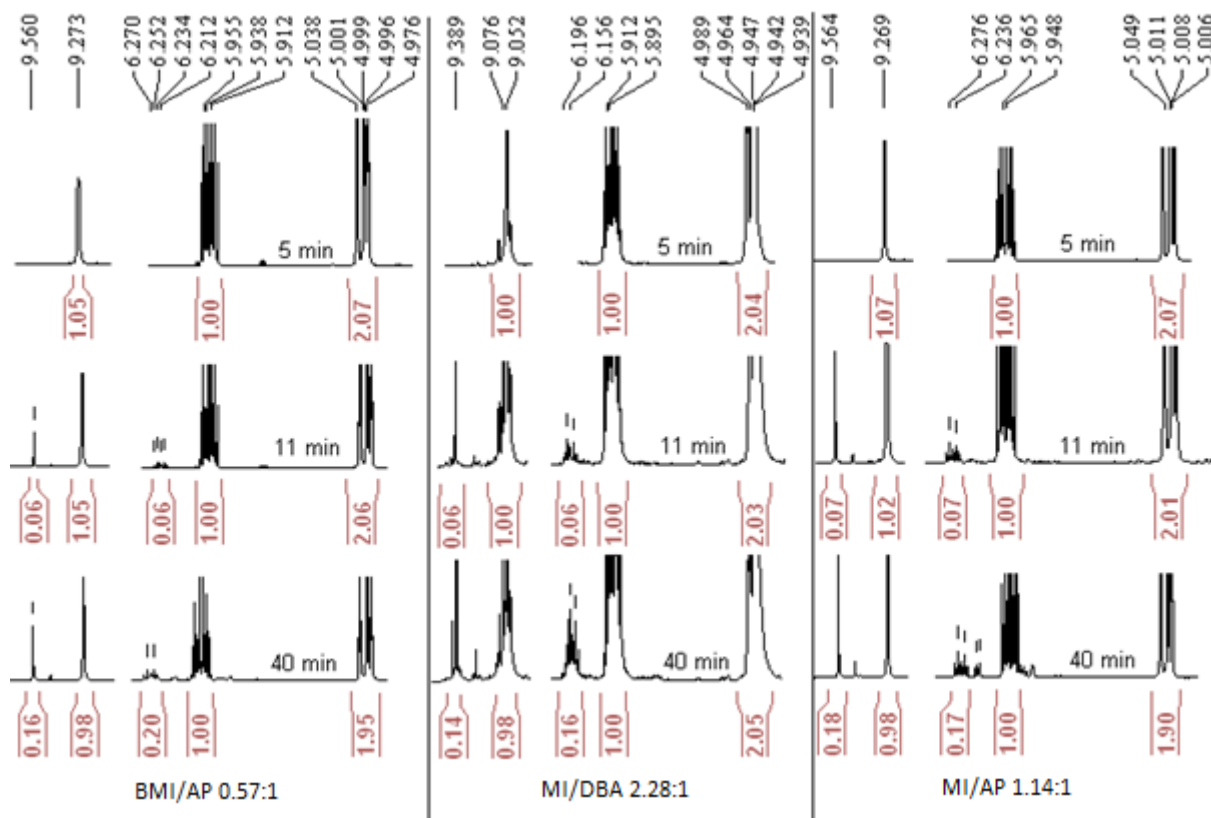 9.560 9.273 6.270 6.252 6.234 6.212 5.955 5.938 5.912 5.038 5.001 4.999 4.996 4.976
5 min
1.05 1.00 2.07
11 min
0.06 1.05 0.06 1.00 2.06
40 min
0.16 0.98 0.20 1.00 1.95
BMI/AP 0.57:1
9.389 9.076 9.052 6.196 6.156 5.912 5.895 4.989 4.964 4.947 4.942 4.939
5 min
1.00 1.00 2.04
11 min
0.06 1.00 0.06 1.00 2.03
40 min
0.14 0.98 0.16 1.00 2.05
MI/DBA 2.28:1
9.564 9.269 6.276 6.236 5.965 5.948 5.049 5.011 5.008 5.006
5 min
1.07 1.00 2.07
11 min
0.07 1.02 0.07 1.00 2.01
40 min
0.18 0.98 0.17 1.00 1.90
MI/AP 1.14:1